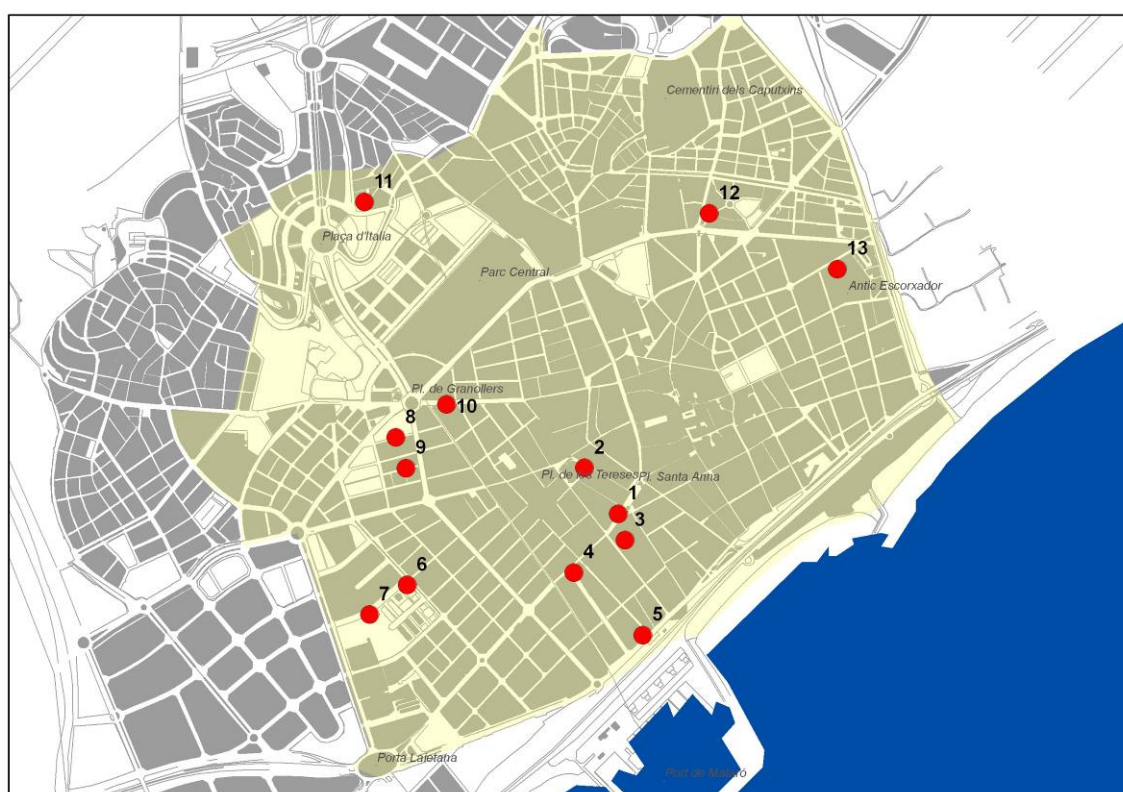 Cementiri dels Caputxins
11
12
Plaça d'Italia
13
Parc Central
Antic Escorxador
Pl. de Granollers
10
8
9
2
Pl. de les Tereses
Pl. Santa Anna
1
3
4
6
7
5
Porta Laietana
Port de Mataró